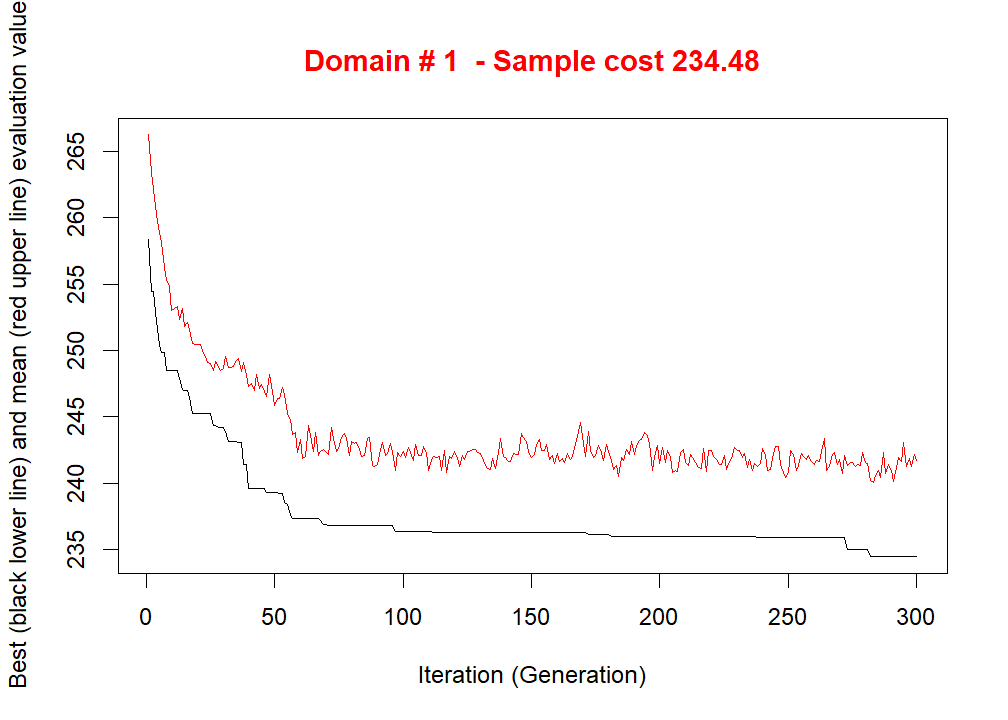 Domain # 1  - Sample cost 234.48
Best (black lower line) and mean (red upper line) evaluation value
265
260
255
250
245
240
235
0 50 100 150 200 250 300
Iteration (Generation)